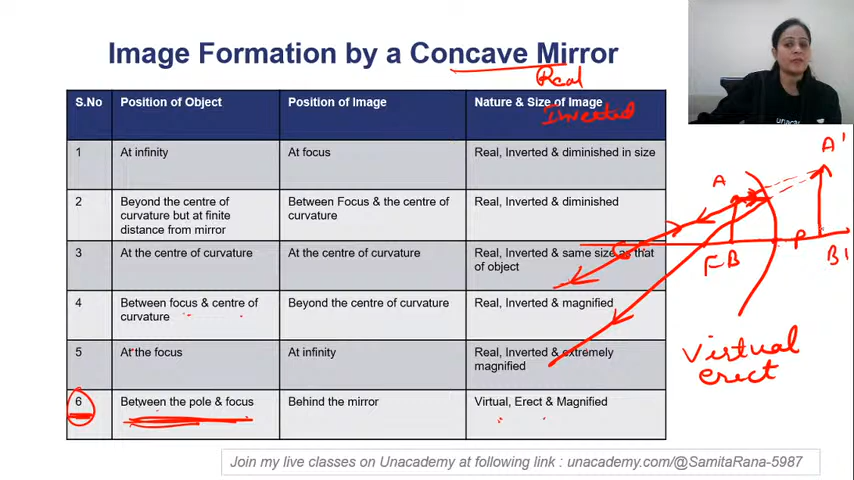 Image Formation by a Concave Mirror
Real
S.No Position of Object Position of Image Nature & Size of Image
Inverted
1 At infinity At focus Real, Inverted & diminished in size
2 Beyond the centre of Between Focus & the centre of Real, Inverted & diminished
curvature but at finite curvature
distance from mirror
3 At the centre of curvature At the centre of curvature Real, Inverted & same size as that
of object
4 Between focus & centre of Beyond the centre of curvature Real, Inverted & magnified
curvature
5 At the focus At infinity Real, Inverted & extremely
magnified
6 Between the pole & focus Behind the mirror Virtual, Erect & Magnified
unaca
A'
A
P
F B
B'
Virtual
erect
Join my live classes on Unacademy at following link : unacademy.com/@SamitaRana-5987